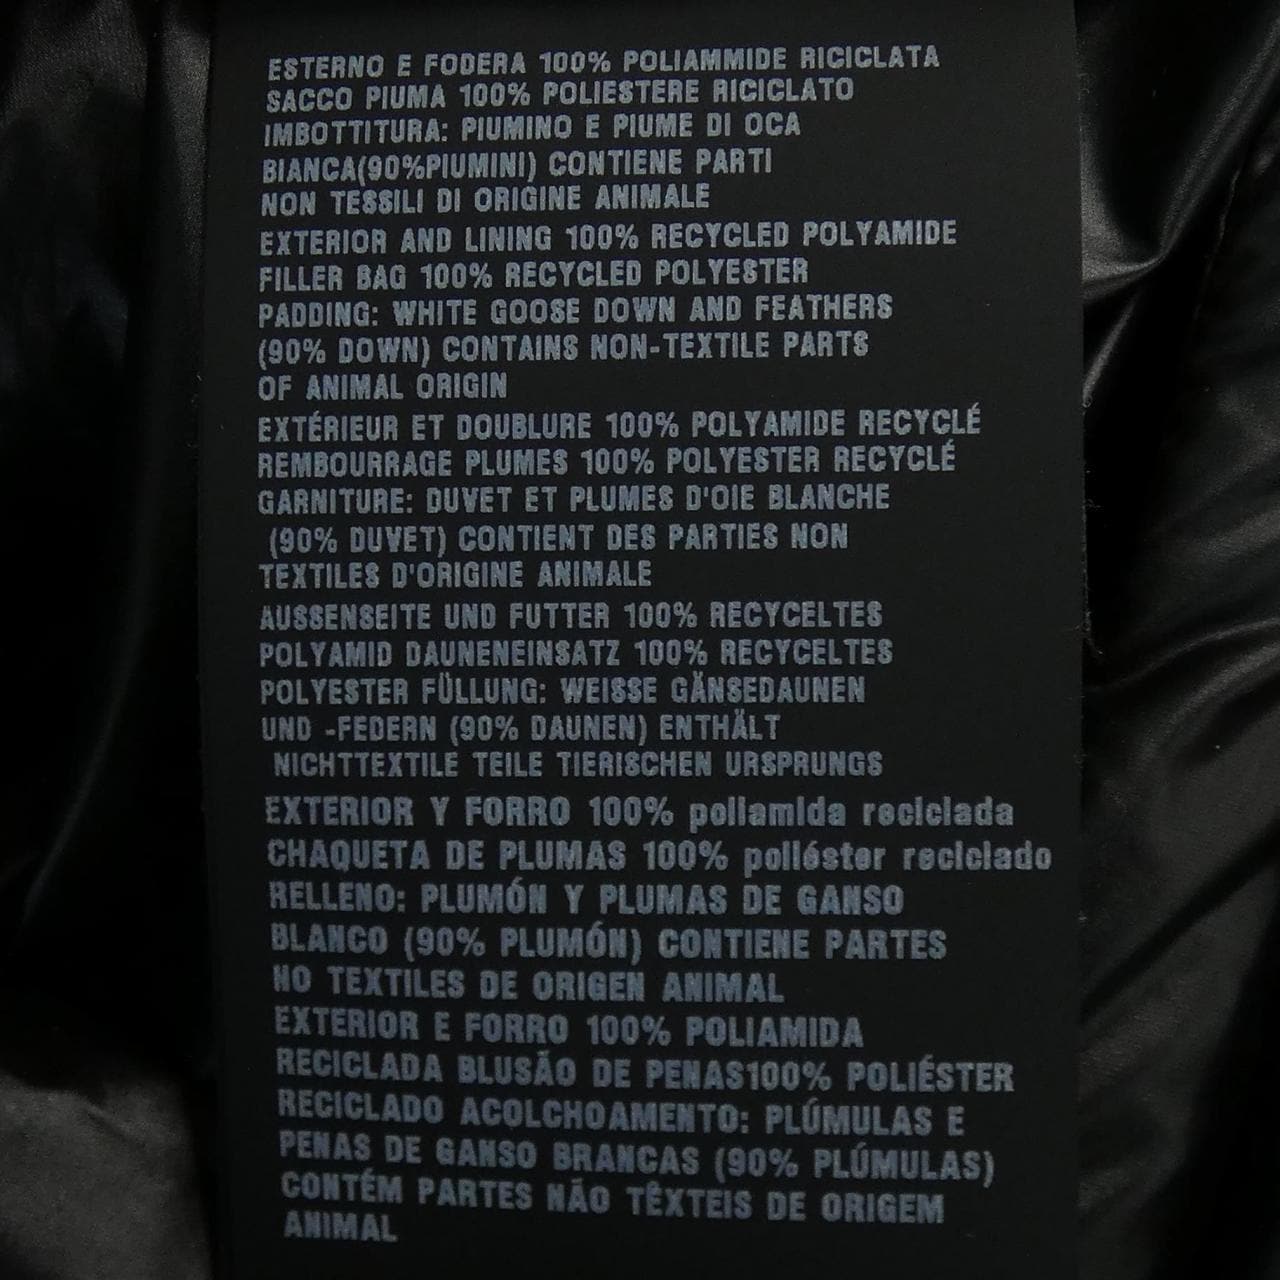 ESTERNO E FODERA 100% POLIAMMIDE RICICLATA
SACCO PIUMA 100% POLIESTERE RICICLATO
IMBOTTITURA: PIUMINO E PIUME DI OCA
BIANCA(90%PIUMINI) CONTIENE PARTI
NON TESSILI DI ORIGINE ANIMALE
EXTERIOR AND LINING 100% RECYCLED POLYAMIDE
FILLER BAG 100% RECYCLED POLYESTER
PADDING: WHITE GOOSE DOWN AND FEATHERS
(90% DOWN) CONTAINS NON-TEXTILE PARTS
OF ANIMAL ORIGIN
EXTÉRIEUR ET DOUBLURE 100% POLYAMIDE RECYCLÉ
REMBOURRAGE PLUMES 100% POLYESTER RECYCLÉ
GARNITURE: DUVET ET PLUMES D'OIE BLANCHE
(90% DUVET) CONTIENT DES PARTIES NON
TEXTILES D'ORIGINE ANIMALE
AUSSENSEITE UND FUTTER 100% RECYCELTES
POLYAMID DAUNENEINSATZ 100% RECYCELTES
POLYESTER FÜLLUNG: WEISSE GÄNSEDAUNEN
UND -FEDERN (90% DAUNEN) ENTHÄLT
NICHTTEXTILE TEILE TIERISCHEN URSPRUNGS
EXTERIOR Y FORRO 100% poliamida reciclada
CHAQUETA DE PLUMAS 100% poliéster reciclado
RELLENO: PLUMÓN Y PLUMAS DE GANSO
BLANCO (90% PLUMÓN) CONTIENE PARTES
NO TEXTILES DE ORIGEN ANIMAL
EXTERIOR E FORRO 100% POLIAMIDA
RECICLADA BLUSÃO DE PENAS100% POLIÉSTER
RECICLADO ACOLCHOAMENTO: PLÚMULAS E
PENAS DE GANSO BRANCAS (90% PLÚMULAS)
CONTÉM PARTES NÃO TÊXTEIS DE ORIGEM
ANIMAL